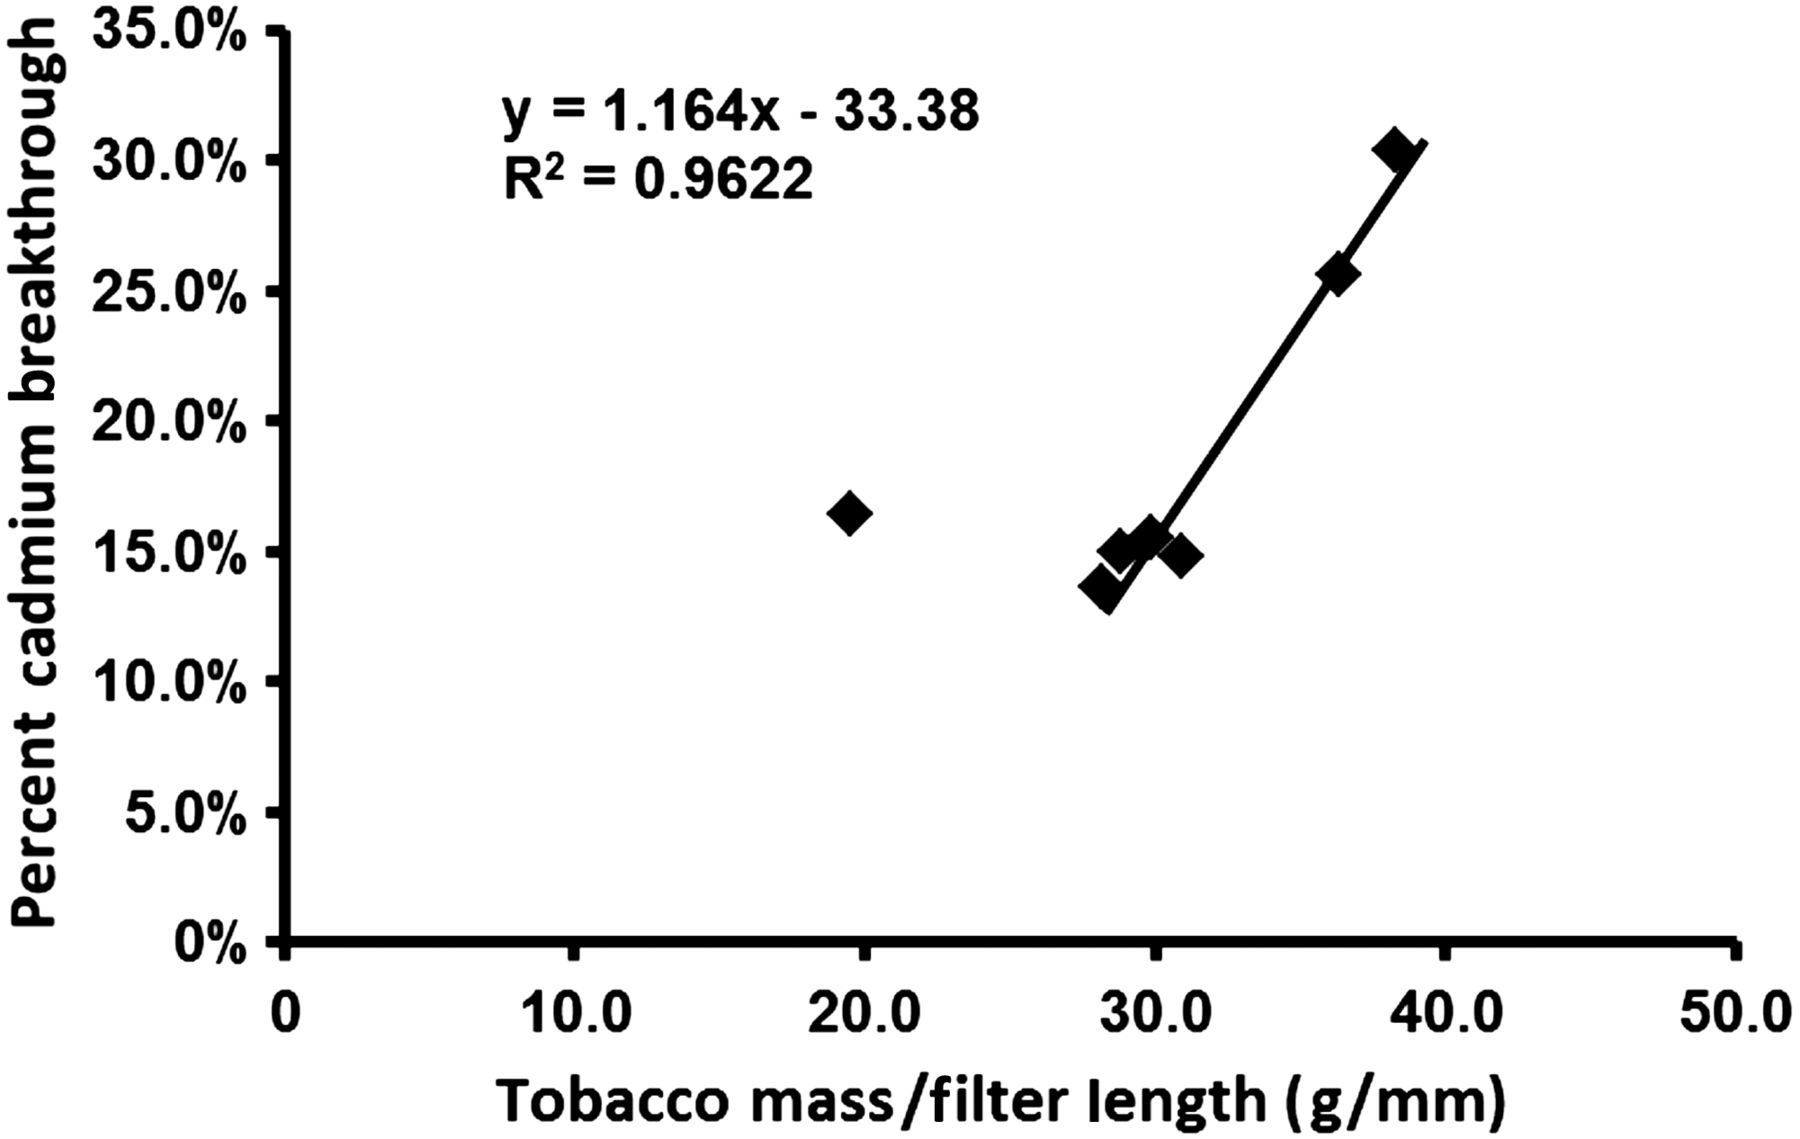 Percent cadmium breakthrough
35.0%
30.0%
25.0%
20.0%
15.0%
10.0%
5.0%
0%
y = 1.164x - 33.38
R² = 0.9622
0 10.0 20.0 30.0 40.0 50.0
Tobacco mass/filter length (g/mm)